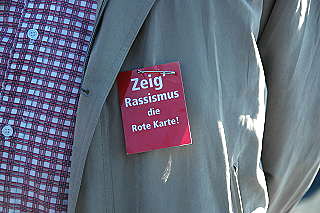 Zeig
Rassismus
die
Rote Karte!